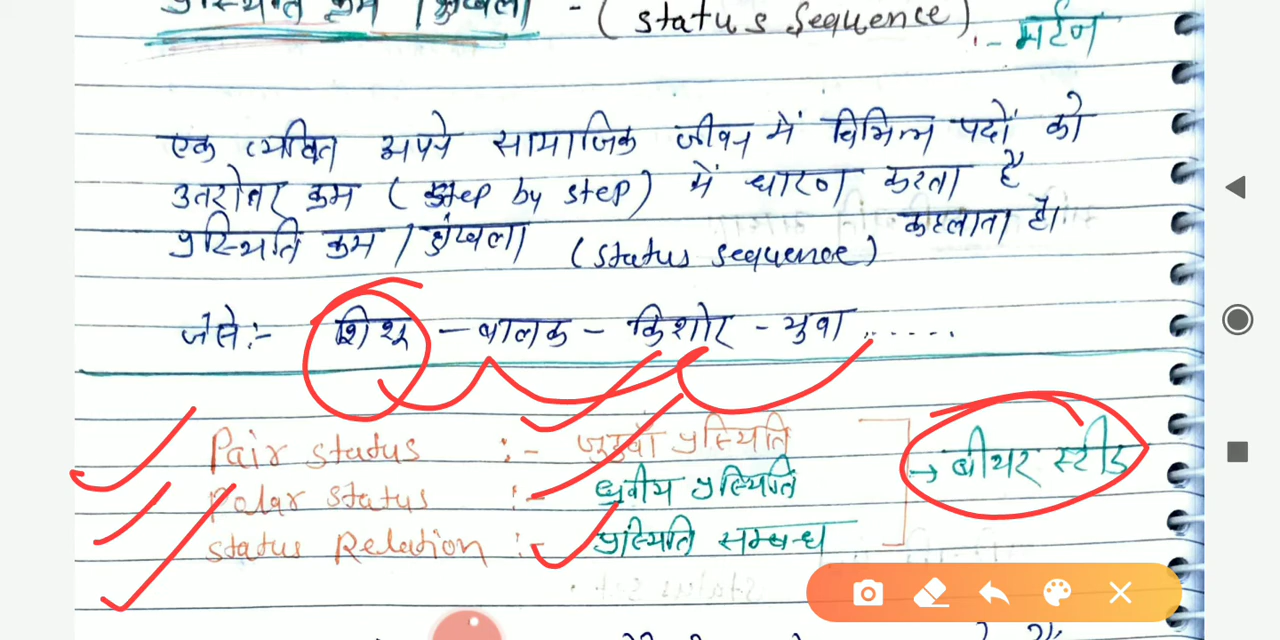 प्रस्थिति क्रम / श्रृंखला - (status Sequence) :- मर्टन
एक व्यक्ति अपने सामाजिक जीवन में विभिन्न पदों को
उतरोत्तर क्रम ( step by step) में धारण करता है
प्रस्थिति क्रम / श्रृंखला (status sequence) कहलाता है।
जैसे:- शिशु - बालक - किशोर - युवा ......
Pair status :- जुड़वाँ प्रस्थिति
Polar status :- ध्रुवीय प्रस्थिति → बीयर स्टीड
status Relation :- प्रस्थिति सम्बन्ध